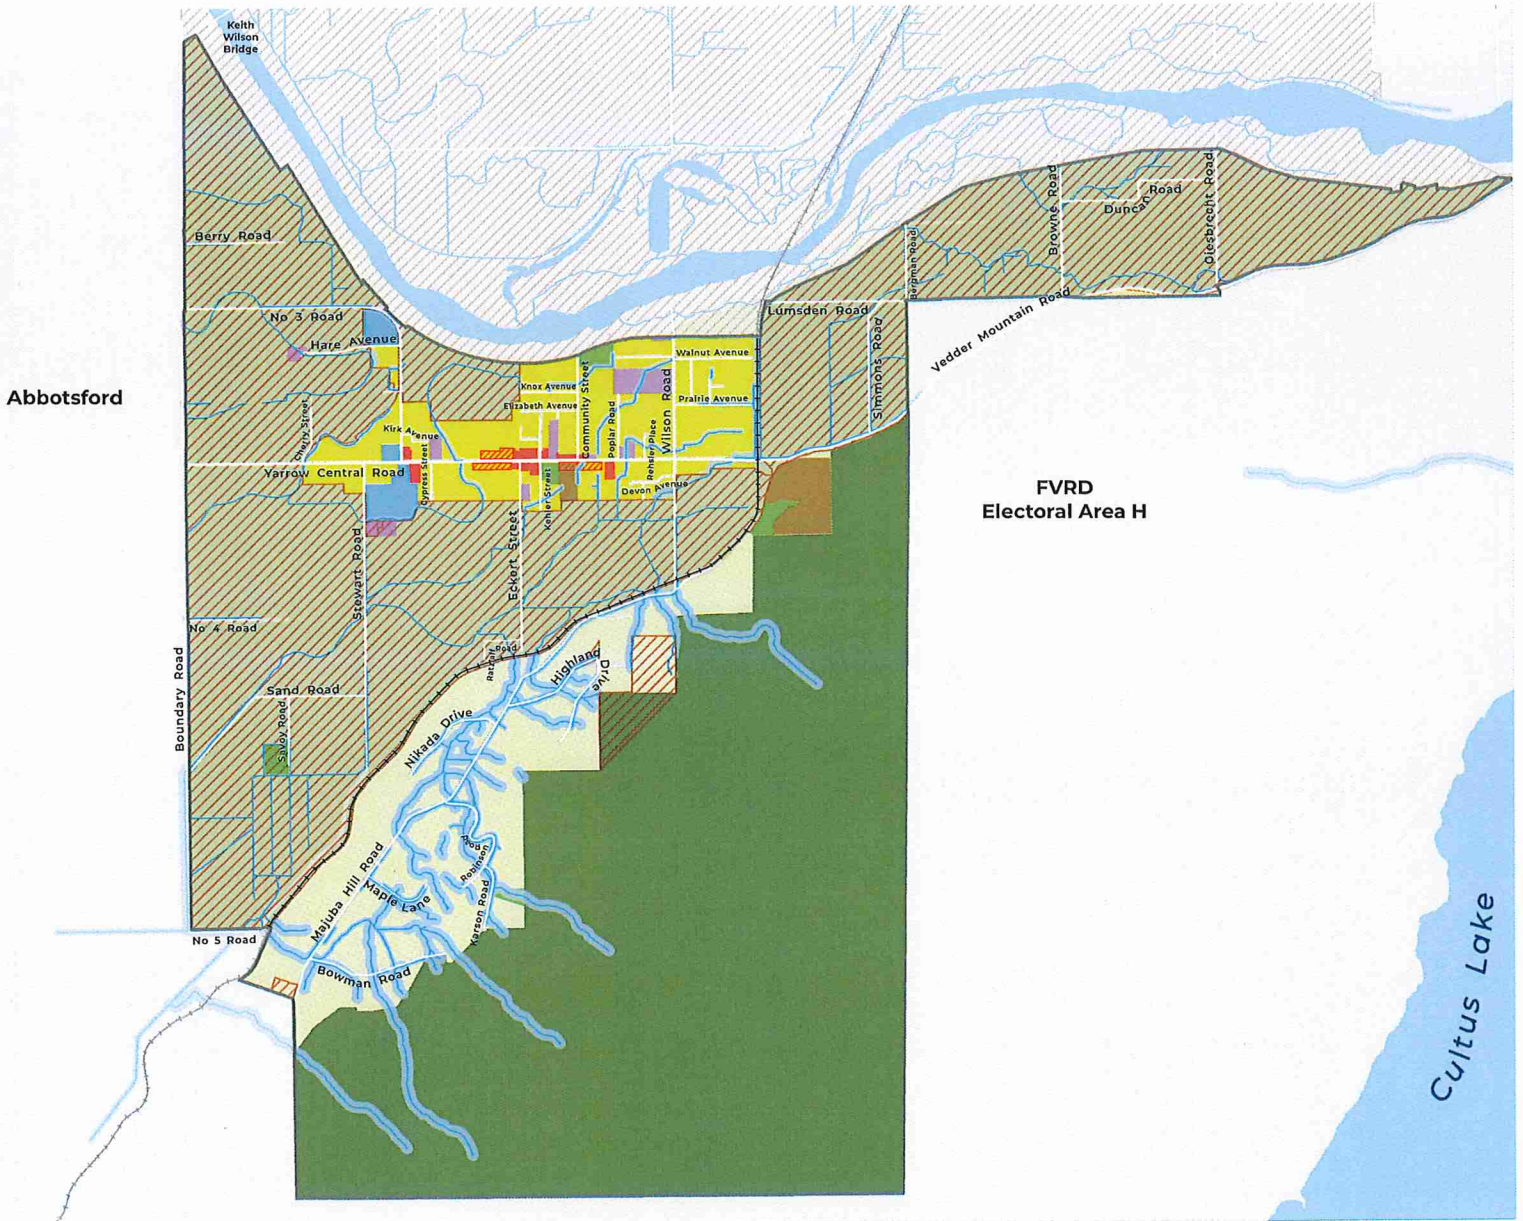 Keith
Wilson
Bridge
Browne Road
Duncan Road
Giesbrecht Road
Berry Road
Bergman Road
No 3 Road
Lumsden Road
Vedder Mountain Road
Hare Avenue
Simmons Road
Walnut Avenue
Abbotsford
Knox Avenue
Community Street
Prairie Avenue
Elizabeth Avenue
Poplar Road
Wilson Road
Cherry Street
Kirk Avenue
Rehsler Place
Yarrow Central Road
Cypress Street
Kehler Street
Devon Avenue
FVRD
Electoral Area H
Eckert Street
Stewart Road
No 4 Road
Boundary Road
Road
Highland Drive
Sand Road
Savoy Road
Nikada Drive
Majuba Hill Road
Robinson Road
Maple Lane
Karson Road
No 5 Road
Bowman Road
Cultus Lake